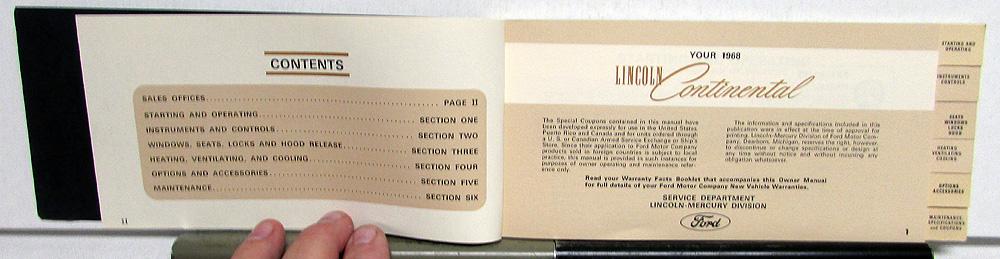 CONTENTS
SALES OFFICES........................................ PAGE II
STARTING AND OPERATING........................................ SECTION ONE
INSTRUMENTS AND CONTROLS........................................ SECTION TWO
WINDOWS, SEATS, LOCKS AND HOOD RELEASE........................................ SECTION THREE
HEATING, VENTILATING, AND COOLING........................................ SECTION FOUR
OPTIONS AND ACCESSORIES........................................ SECTION FIVE
MAINTENANCE........................................ SECTION SIX
II
YOUR 1968
LINCOLN Continental
The Special Coupons contained in this manual have
been developed expressly for use in the United States,
Puerto Rico and Canada and for units ordered through
a U. S. or Canadian Armed Service Exchange or Ship's
Store. Since their application to Ford Motor Company
products sold in foreign countries is subject to local
practice, this manual is provided in such instances for
purposes of owner operating and maintenance refer-
ence only.
The information and specifications included in this
publication were in effect at the time of approval for
printing. Lincoln-Mercury Division of Ford Motor Com-
pany, Dearborn, Michigan, reserves the right, however,
to discontinue or change specifications or design at
any time without notice and without incurring any
obligation whatsoever.
Read your Warranty Facts Booklet that accompanies this Owner Manual
for full details of your Ford Motor Company New Vehicle Warranties.
SERVICE DEPARTMENT
LINCOLN-MERCURY DIVISION
Ford
1
STARTING AND
OPERATING
INSTRUMENTS
CONTROLS
SEATS
WINDOWS
LOCKS
HOOD
HEATING
VENTILATING
COOLING
OPTIONS
ACCESSORIES
MAINTENANCE,
SPECIFICATIONS
and COUPONS